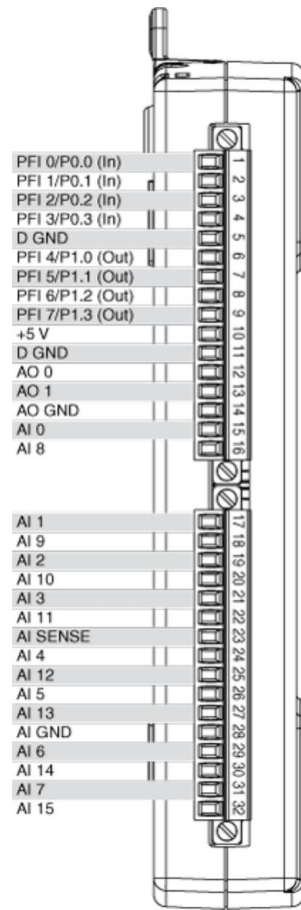 PFI 0/P0.0 (In) 1
PFI 1/P0.1 (In) 2
PFI 2/P0.2 (In) 3
PFI 3/P0.3 (In) 4
D GND 5
PFI 4/P1.0 (Out) 6
PFI 5/P1.1 (Out) 7
PFI 6/P1.2 (Out) 8
PFI 7/P1.3 (Out) 9
+5 V 10
D GND 11
AO 0 12
AO 1 13
AO GND 14
AI 0 15
AI 8 16
AI 1 17
AI 9 18
AI 2 19
AI 10 20
AI 3 21
AI 11 22
AI SENSE 23
AI 4 24
AI 12 25
AI 5 26
AI 13 27
AI GND 28
AI 6 29
AI 14 30
AI 7 31
AI 15 32